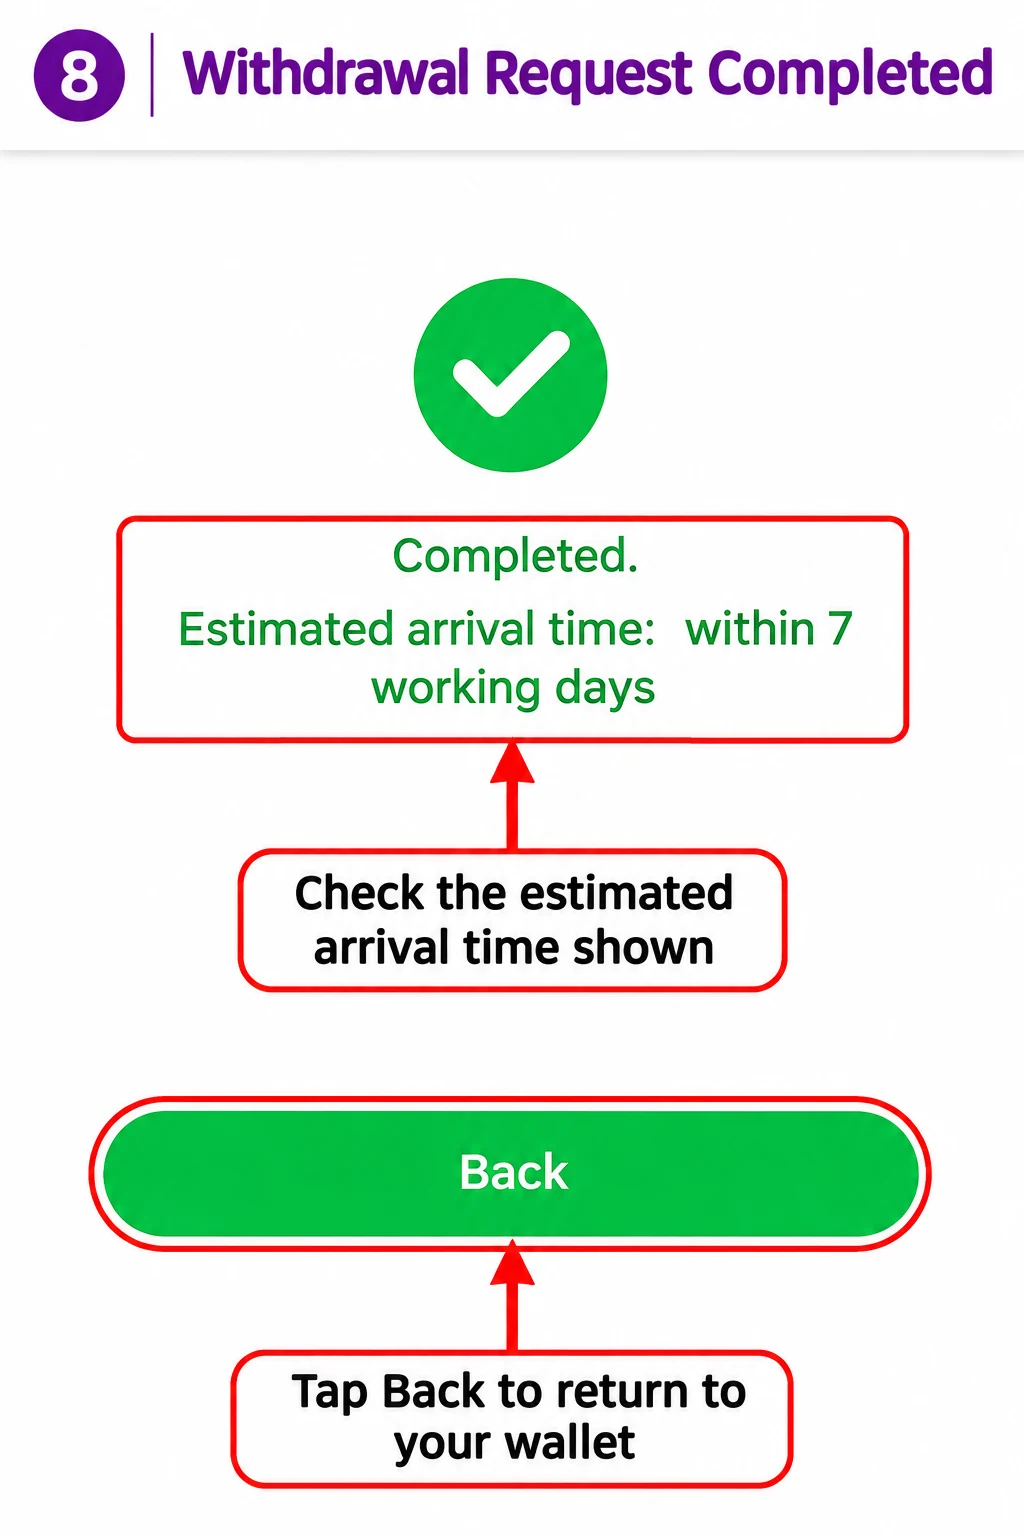 8
Withdrawal Request Completed
Completed.
Estimated arrival time: within 7
working days
Check the estimated
arrival time shown
Back
Tap Back to return to
your wallet